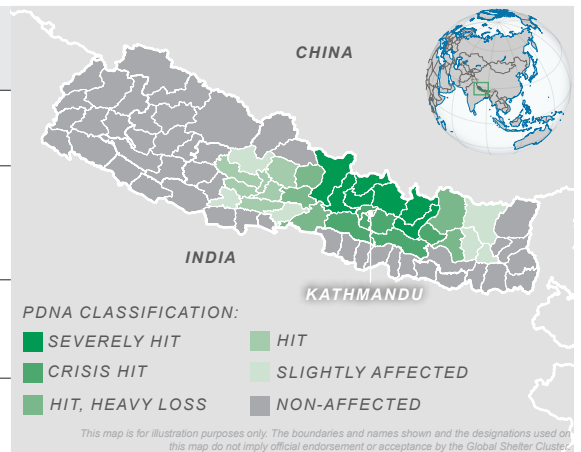 CHINA
INDIA
KATHMANDU
PDNA CLASSIFICATION:
SEVERELY HIT
HIT
CRISIS HIT
SLIGHTLY AFFECTED
HIT, HEAVY LOSS
NON-AFFECTED
This map is for illustration purposes only. The boundaries and names shown and the designations used on
this map do not imply official endorsement or acceptance by the Global Shelter Cluster.